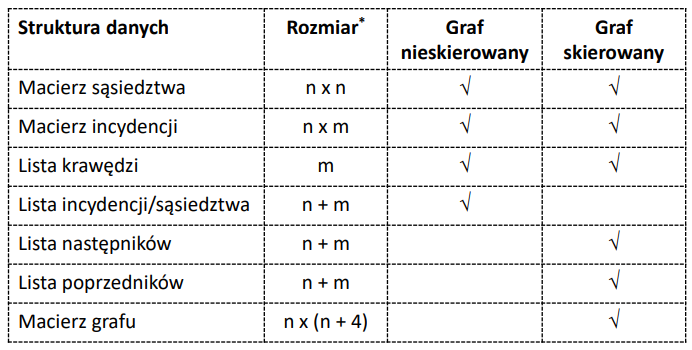 Struktura danych Rozmiar* Graf nieskierowany Graf skierowany
Macierz sąsiedztwa n x n √ √
Macierz incydencji n x m √ √
Lista krawędzi m √ √
Lista incydencji/sąsiedztwa n + m √
Lista następników n + m √
Lista poprzedników n + m √
Macierz grafu n x (n + 4) √